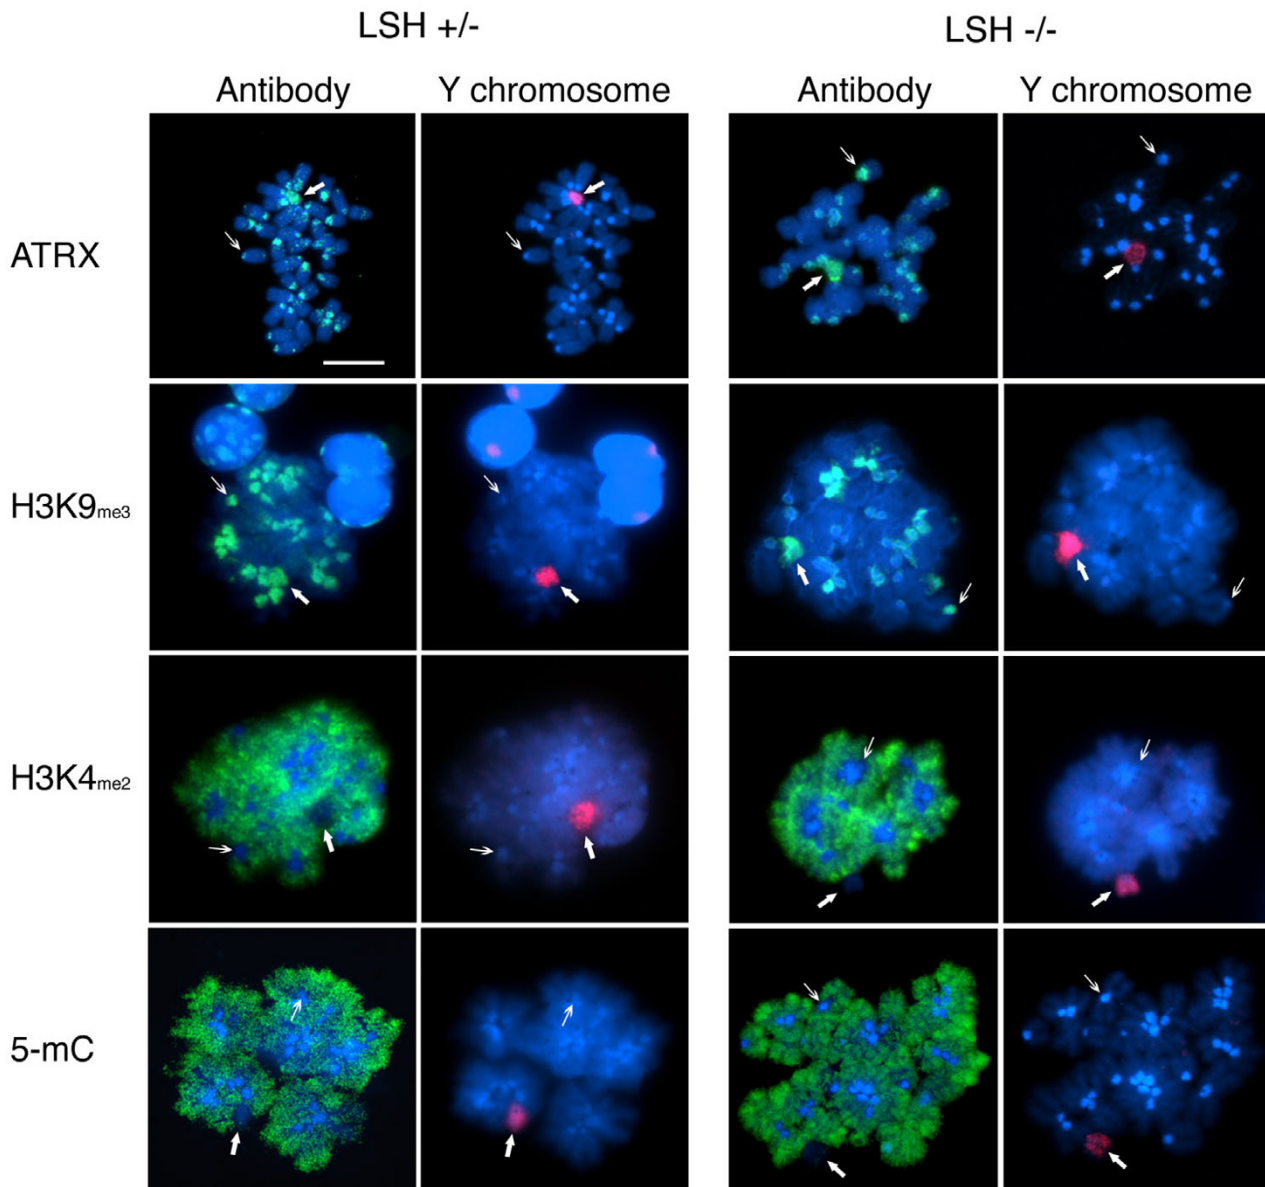 LSH +/- LSH -/-
Antibody Y chromosome Antibody Y chromosome
ATRX
H3K9me3
H3K4me2
5-mC